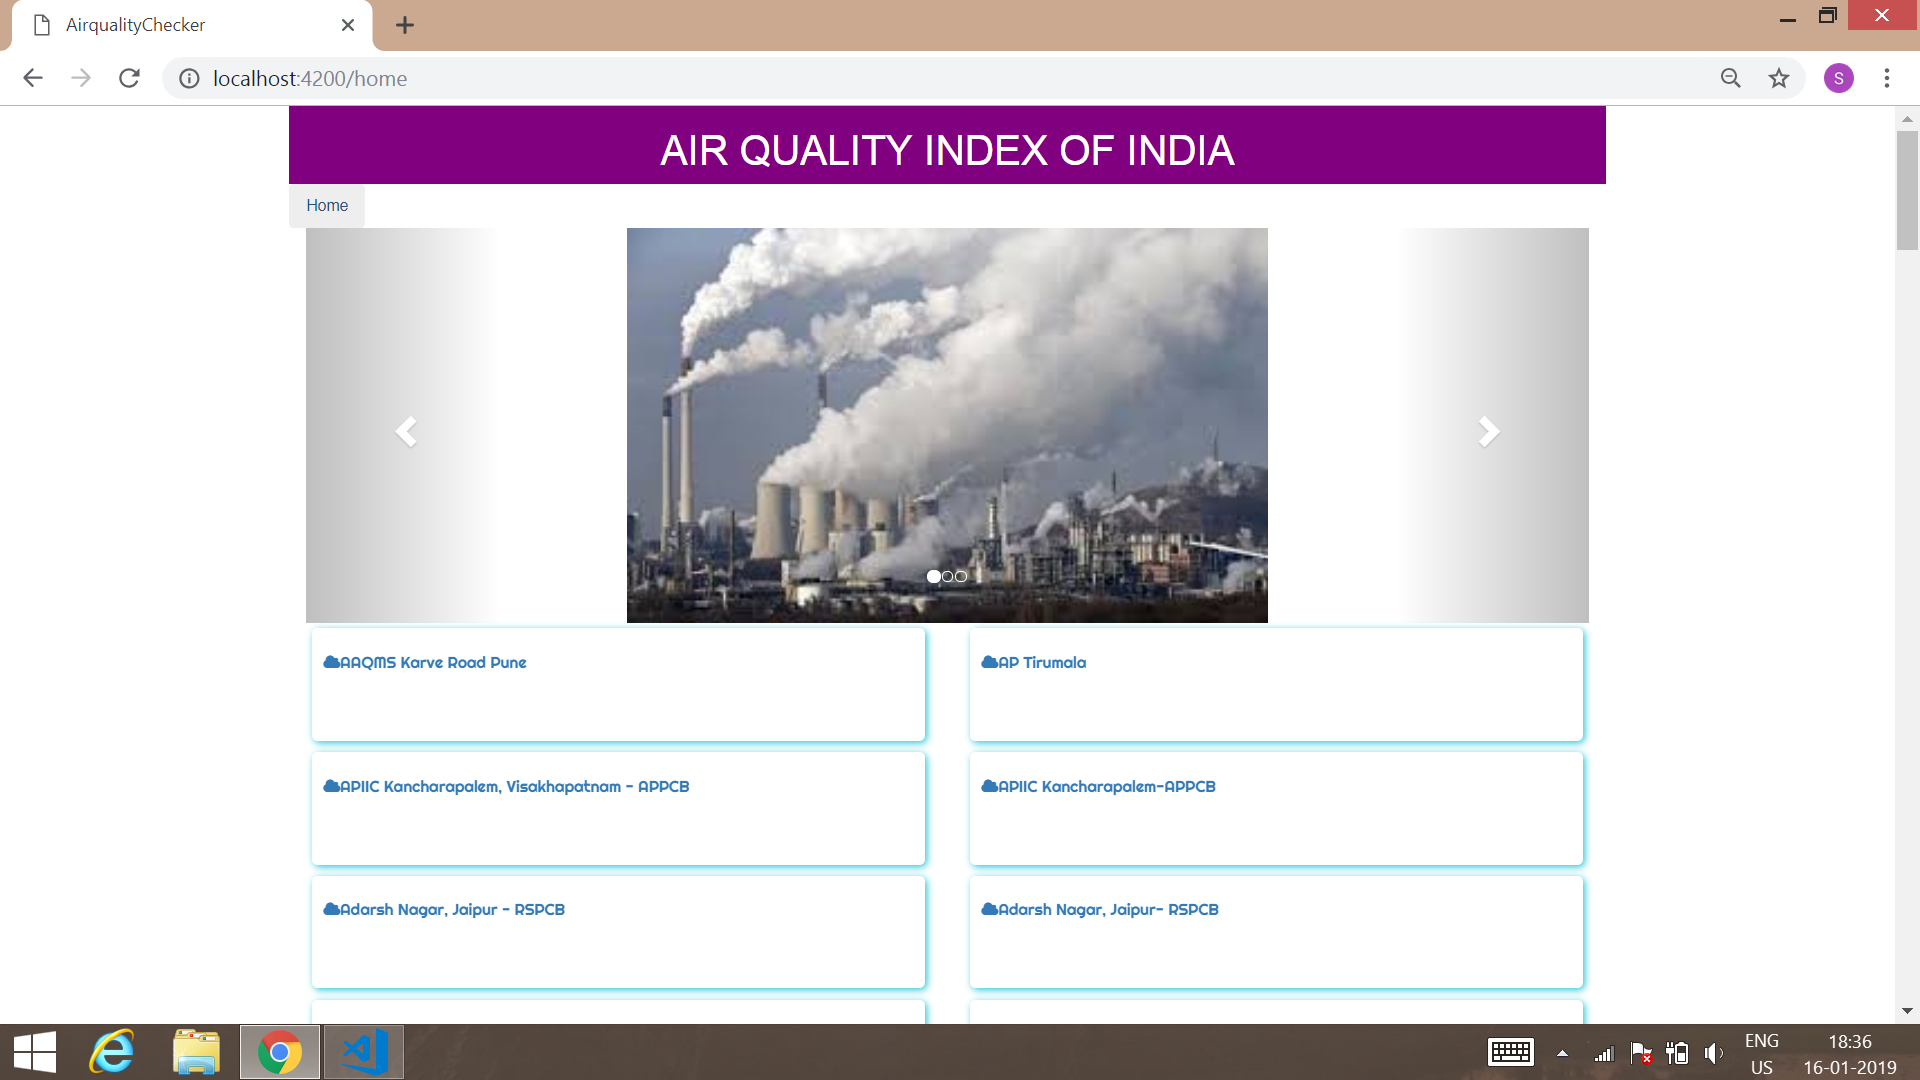 AirqualityChecker
localhost:4200/home
S
AIR QUALITY INDEX OF INDIA
Home
AAQMS Karve Road Pune
AP Tirumala
APIIC Kancharapalem, Visakhapatnam - APPCB
APIIC Kancharapalem-APPCB
Adarsh Nagar, Jaipur - RSPCB
Adarsh Nagar, Jaipur- RSPCB
ENG
US
18:36
16-01-2019